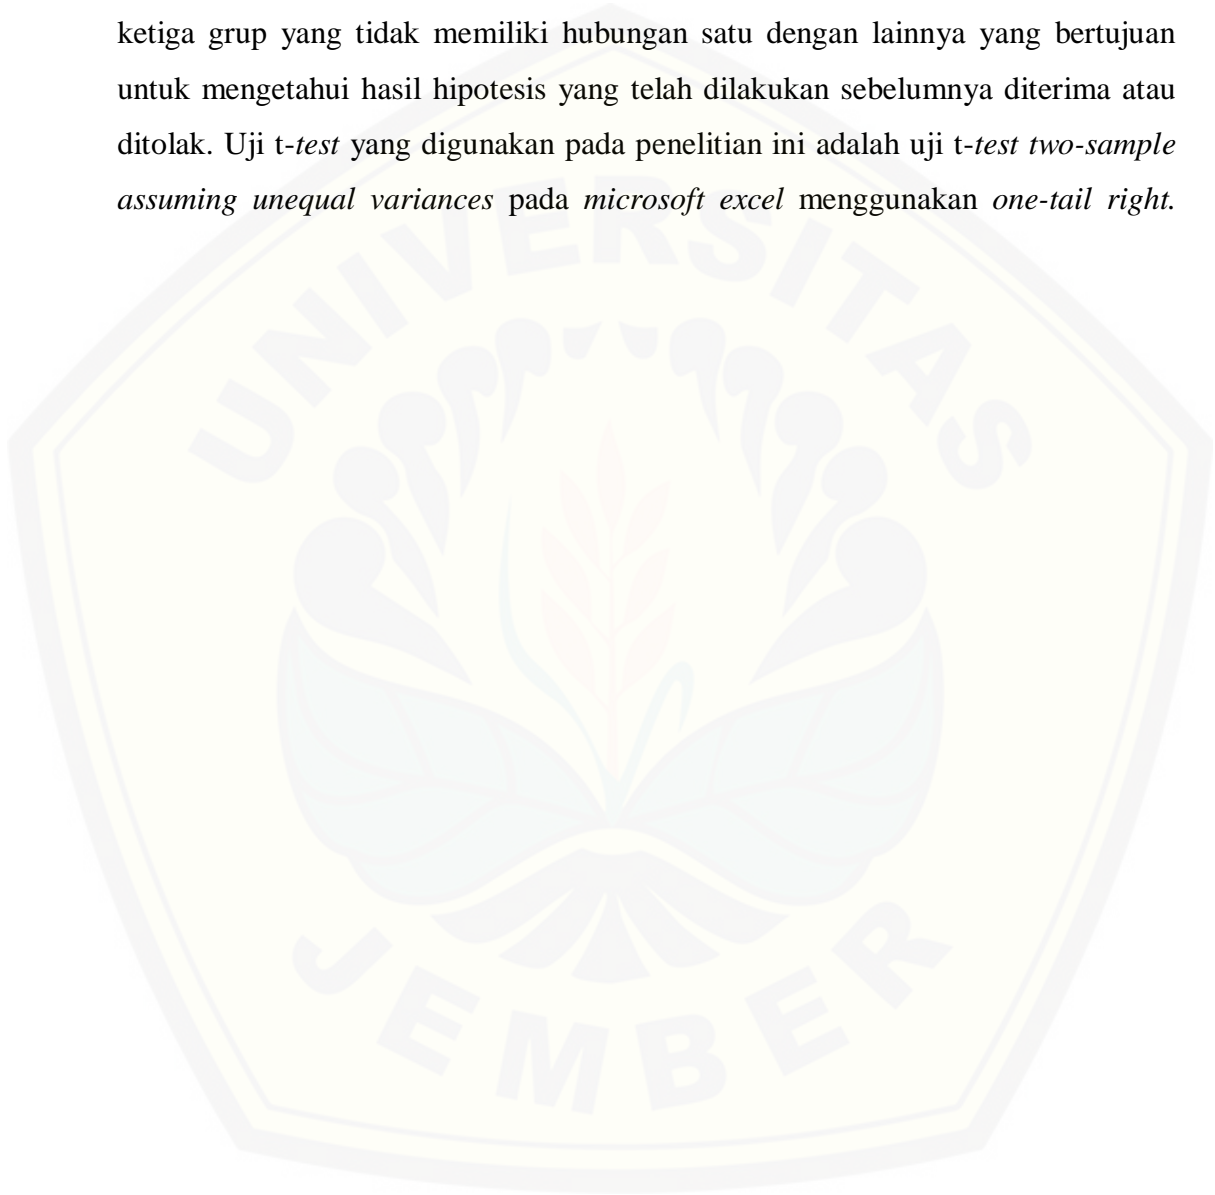 ketiga grup yang tidak memiliki hubungan satu dengan lainnya yang bertujuan
untuk mengetahui hasil hipotesis yang telah dilakukan sebelumnya diterima atau
ditolak. Uji t-test yang digunakan pada penelitian ini adalah uji t-test two-sample
assuming unequal variances pada microsoft excel menggunakan one-tail right.
UNIVERSITAS
JEMBER